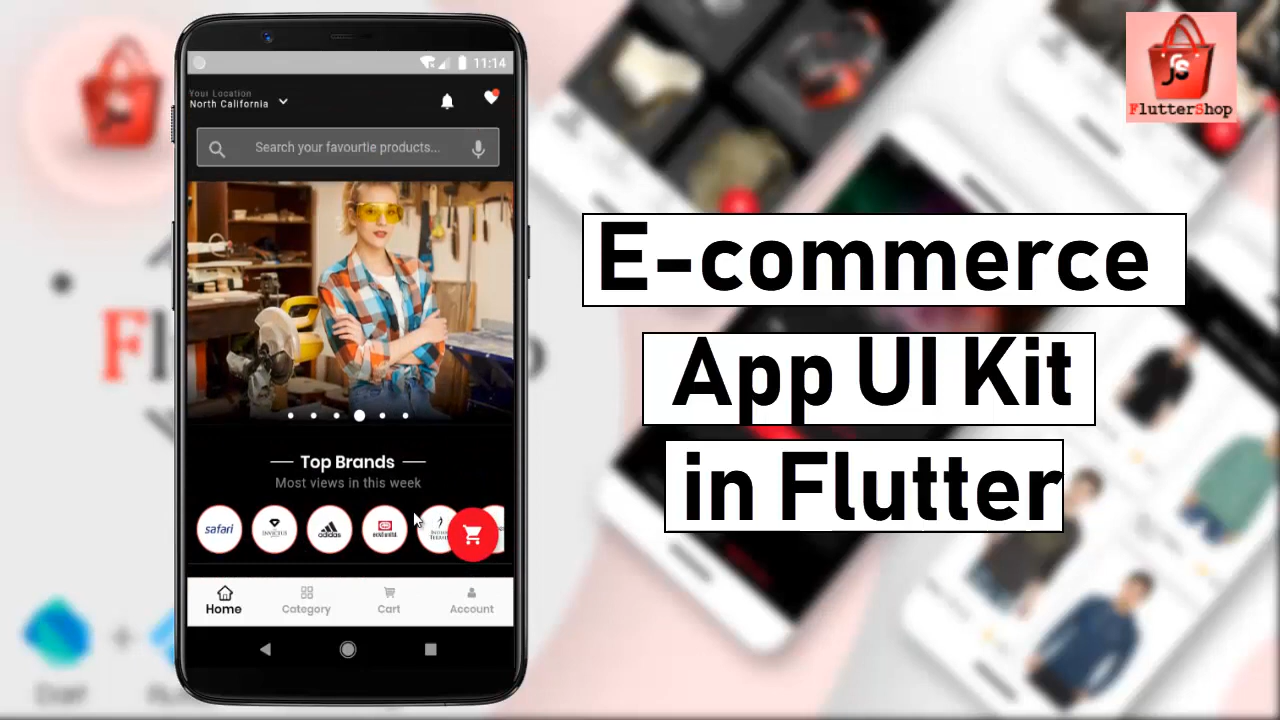 11:14
Your Location
North California
Search your favourtie products...
Top Brands
Most views in this week
safari
INVICTUS
adidas
Home
Category
Cart
Account
FlutterShop
E-commerce
App UI Kit
in Flutter